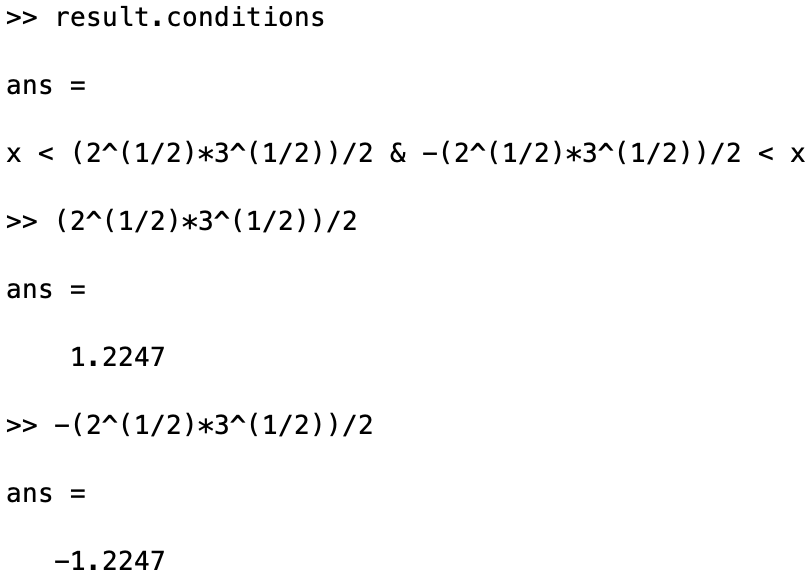 >> result.conditions
ans =
x < (2^(1/2)*3^(1/2))/2 & -(2^(1/2)*3^(1/2))/2 < x
>> (2^(1/2)*3^(1/2))/2
ans =
1.2247
>> -(2^(1/2)*3^(1/2))/2
ans =
-1.2247